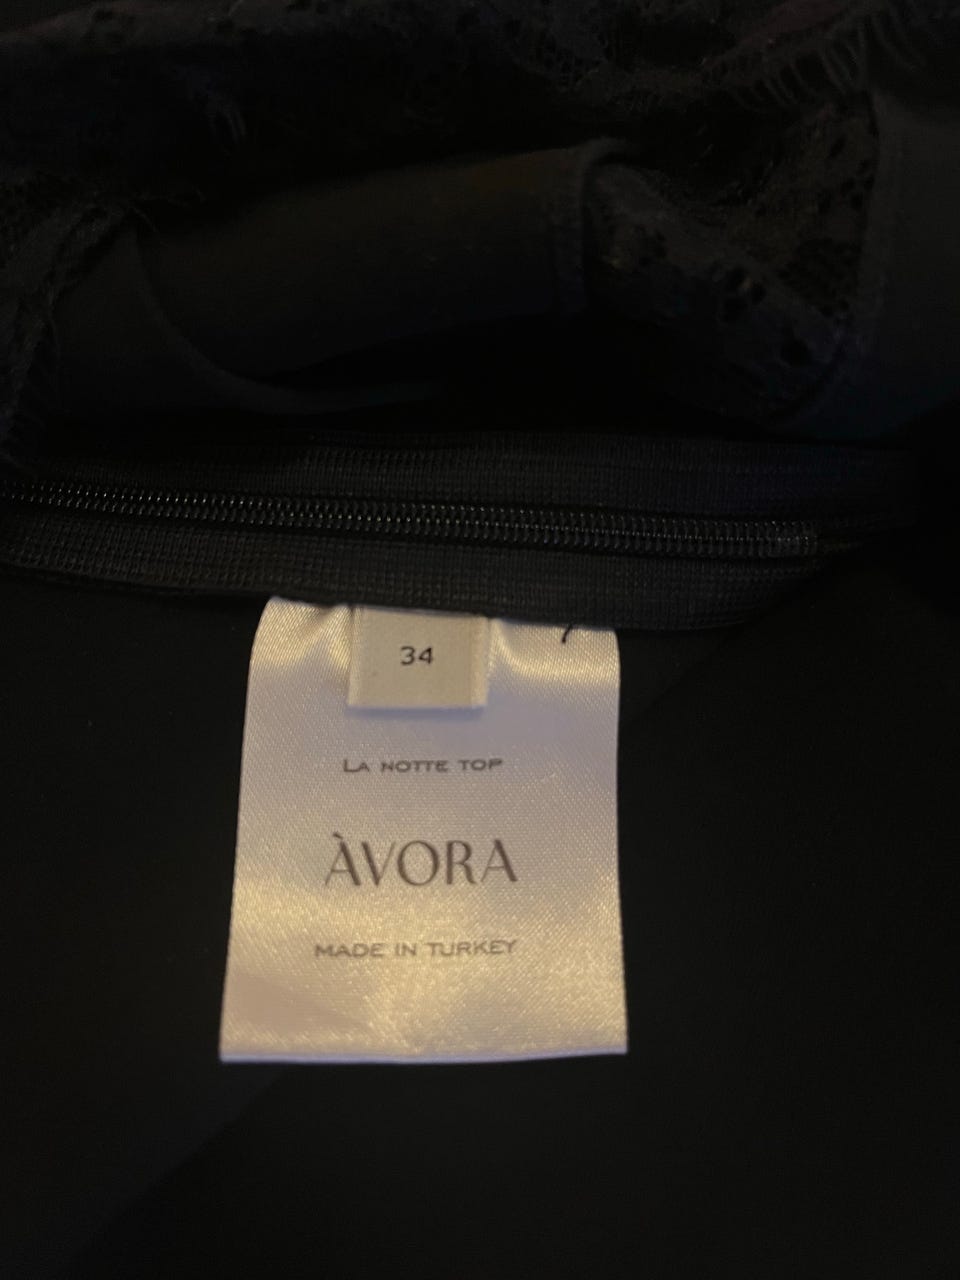 34
LA NOTTE TOP
ÀVORA
MADE IN TURKEY